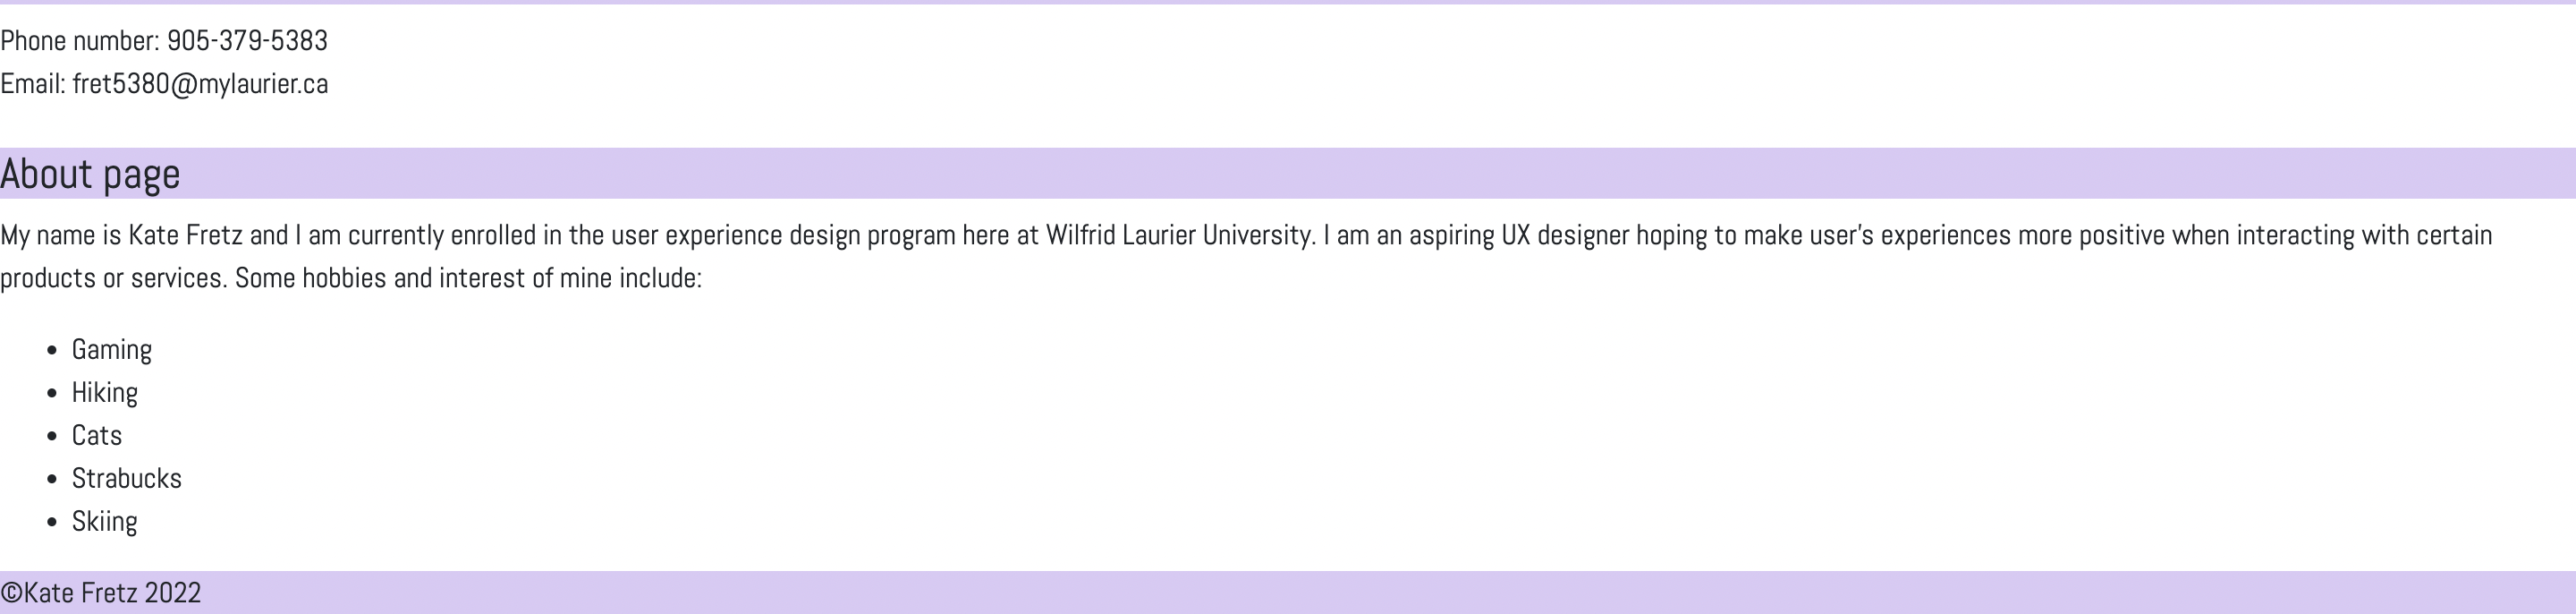 Phone number: 905-379-5383
Email: fret5380@mylaurier.ca
About page
My name is Kate Fretz and I am currently enrolled in the user experience design program here at Wilfrid Laurier University. I am an aspiring UX designer hoping to make user's experiences more positive when interacting with certain
products or services. Some hobbies and interest of mine include:
• Gaming
• Hiking
• Cats
• Strabucks
• Skiing
©Kate Fretz 2022